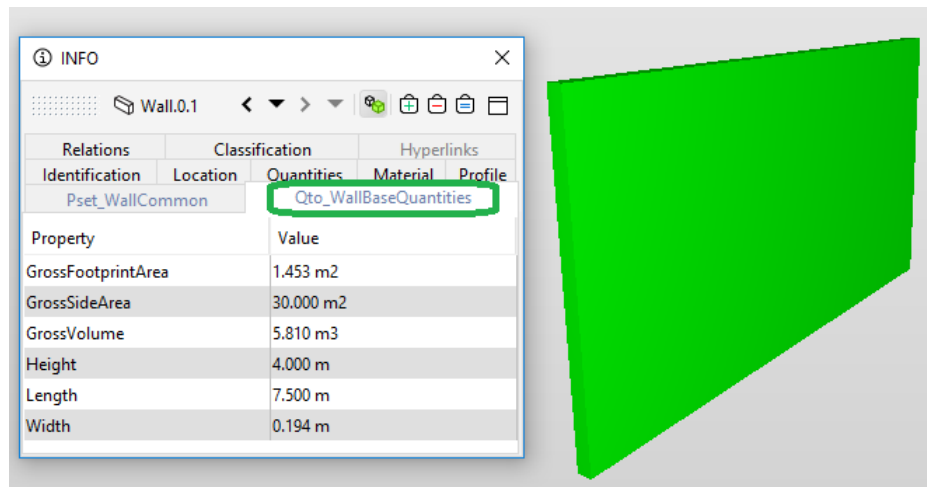 INFO
Wall.0.1
Relations Classification Hyperlinks
Identification Location Quantities Material Profile
Pset_WallCommon Qto_WallBaseQuantities
Property Value
GrossFootprintArea 1.453 m2
GrossSideArea 30.000 m2
GrossVolume 5.810 m3
Height 4.000 m
Length 7.500 m
Width 0.194 m